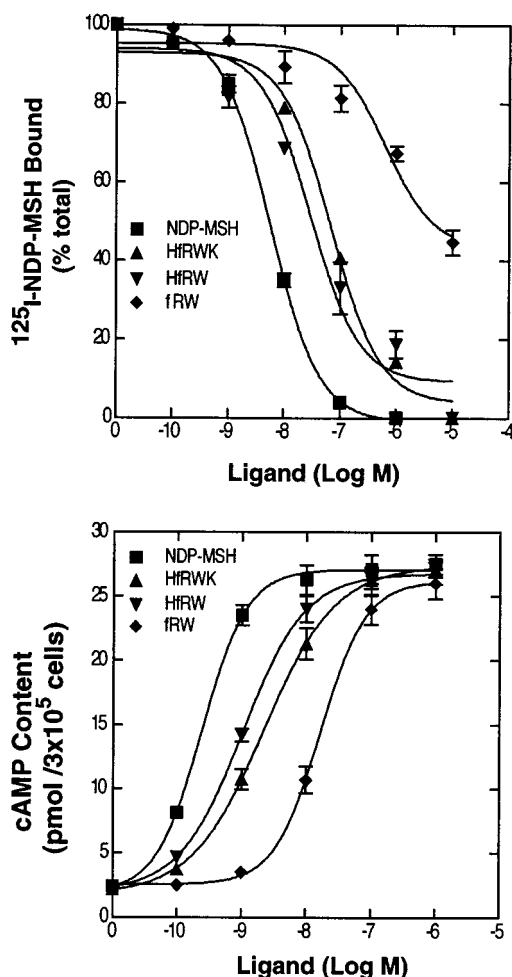 100
80
60
40
20
0
125I-NDP-MSH Bound
(% total)
NDP-MSH
HfRWK
HfRW
fRW
0 -10 -9 -8 -7 -6 -5 -4
Ligand (Log M)
30
25
20
15
10
5
0
cAMP Content
(pmol /3x10^5 cells)
NDP-MSH
HfRWK
HfRW
fRW
0 -10 -9 -8 -7 -6 -5
Ligand (Log M)